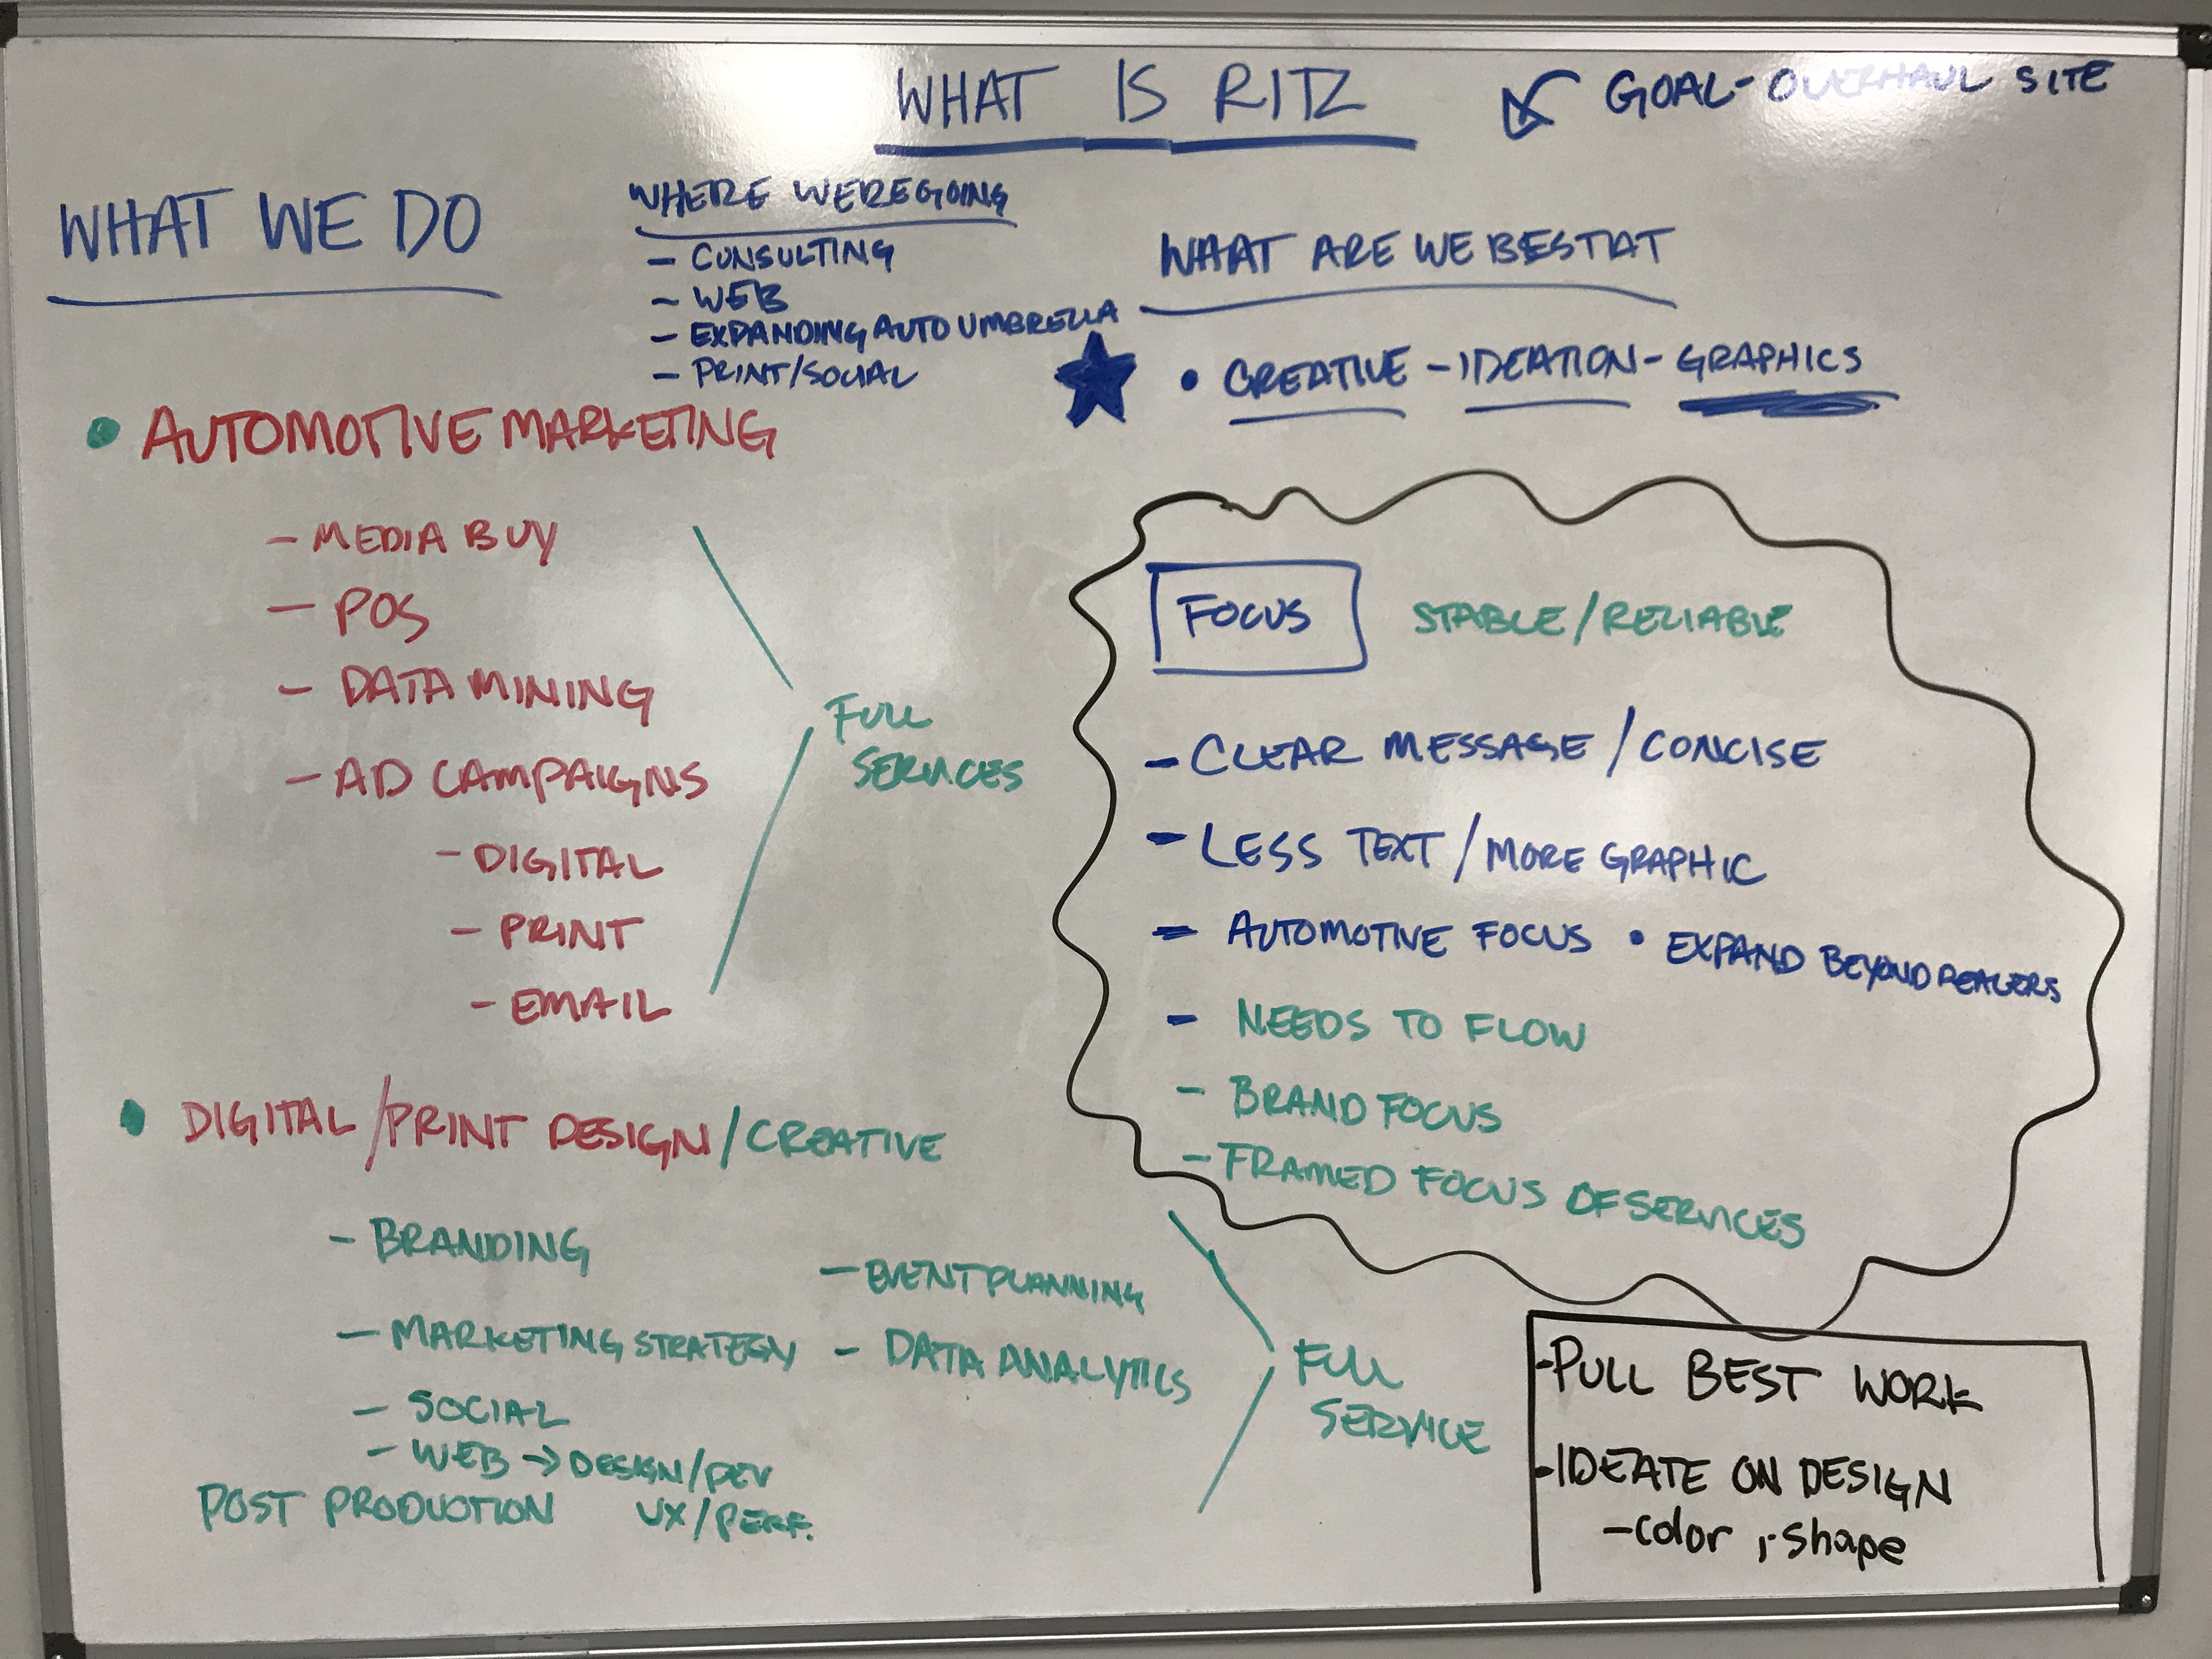 WHAT IS RITZ
GOAL-OVERHAUL SITE
WHAT WE DO
WHERE WERE GOING
- CONSULTING
- WEB
- EXPANDING AUTO UMBRELLA
- PRINT/SOCIAL
WHAT ARE WE BEST AT
• CREATIVE - IDEATION - GRAPHICS
• AUTOMOTIVE MARKETING
- MEDIA BUY
- POS
- DATA MINING
- AD CAMPAIGNS
- DIGITAL
- PRINT
- EMAIL
FULL
SERVICES
• DIGITAL/PRINT DESIGN/CREATIVE
- BRANDING
- MARKETING STRATEGY
- SOCIAL
- WEB → DESIGN/DEV
POST PRODUCTION UX/PERF.
- EVENT PLANNING
- DATA ANALYTICS
FULL
SERVICE
FOCUS STABLE/RELIABLE
- CLEAR MESSAGE / CONCISE
- LESS TEXT / MORE GRAPHIC
- AUTOMOTIVE FOCUS • EXPAND BEYOND DEALERS
- NEEDS TO FLOW
- BRAND FOCUS
- FRAMED FOCUS OF SERVICES
- PULL BEST WORK
- IDEATE ON DESIGN
- color , - shape